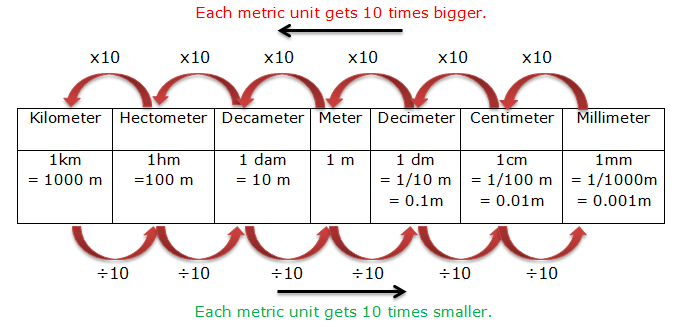 Each metric unit gets 10 times bigger.
x10 x10 x10 x10 x10 x10
Kilometer Hectometer Decameter Meter Decimeter Centimeter Millimeter
1km 1hm 1 dam 1 m 1 dm 1cm 1mm
= 1000 m =100 m = 10 m = 1/10 m = 1/100 m = 1/1000m
= 0.1m = 0.01m = 0.001m
÷10 ÷10 ÷10 ÷10 ÷10 ÷10
Each metric unit gets 10 times smaller.